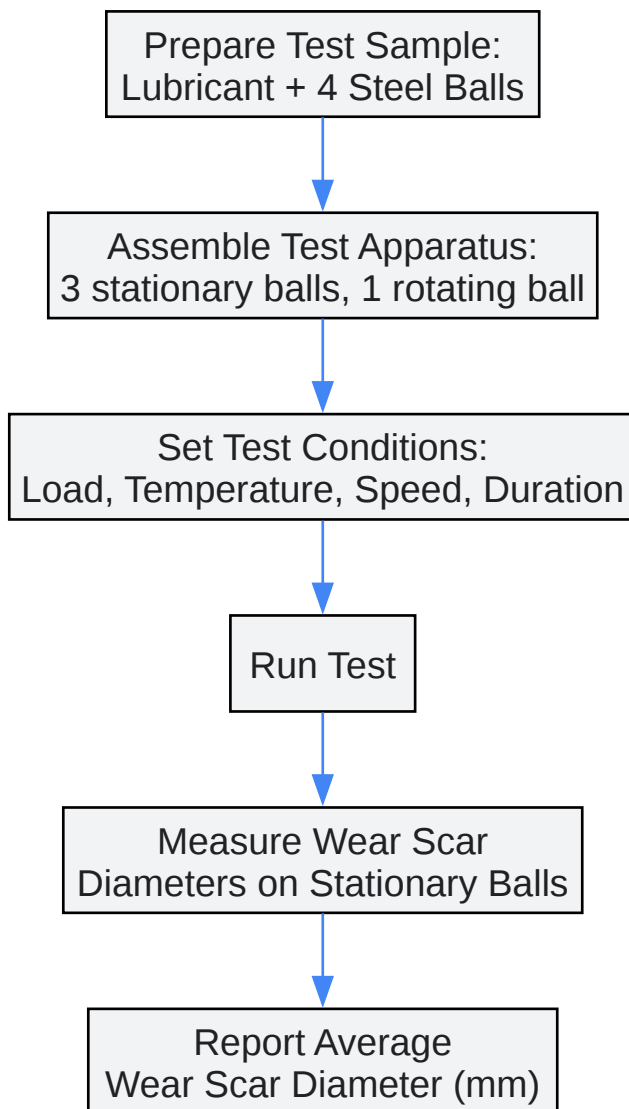 Prepare Test Sample:
Lubricant + 4 Steel Balls
Assemble Test Apparatus:
3 stationary balls, 1 rotating ball
Set Test Conditions:
Load, Temperature, Speed, Duration
Run Test
Measure Wear Scar
Diameters on Stationary Balls
Report Average
Wear Scar Diameter (mm)